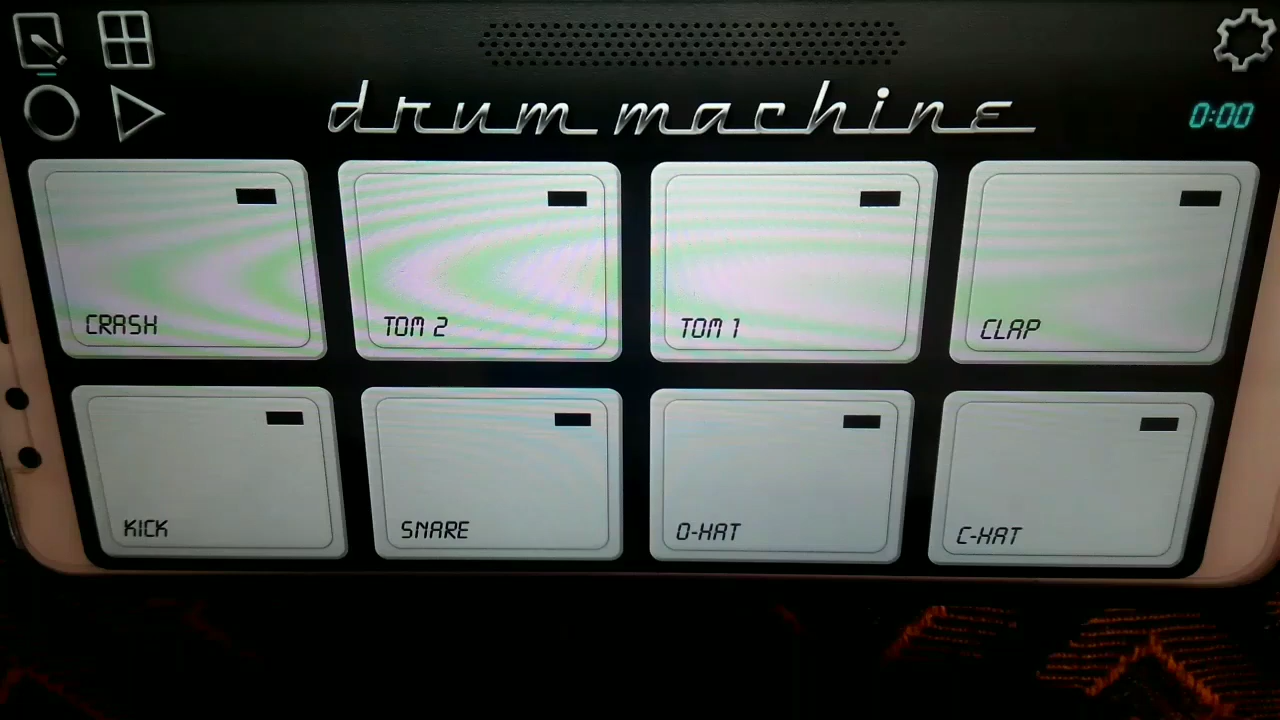 drum machine
0:00
CRASH
TOM 2
TOM 1
CLAP
KICK
SNARE
O-HAT
C-HAT